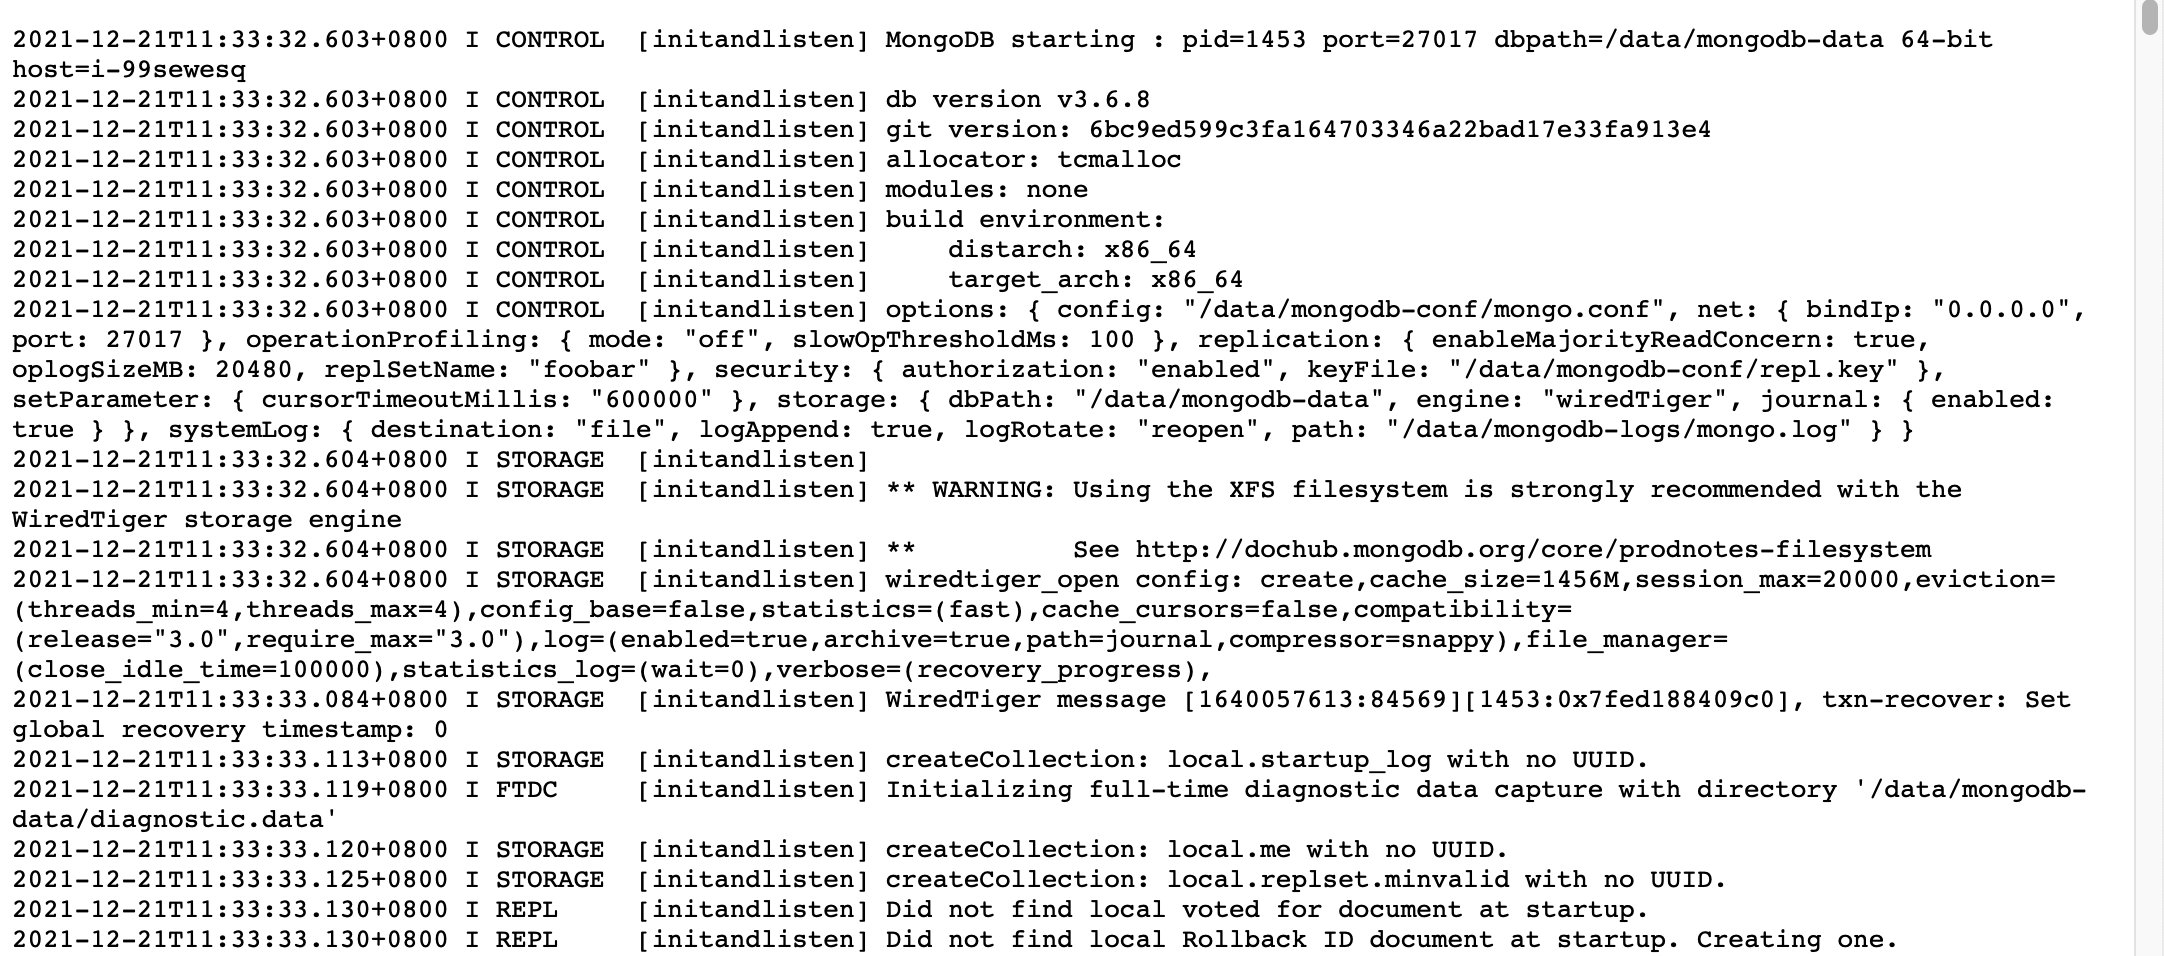 2021-12-21T11:33:32.603+0800 I CONTROL  [initandlisten] MongoDB starting : pid=1453 port=27017 dbpath=/data/mongodb-data 64-bit
host=i-99sewesq
2021-12-21T11:33:32.603+0800 I CONTROL  [initandlisten] db version v3.6.8
2021-12-21T11:33:32.603+0800 I CONTROL  [initandlisten] git version: 6bc9ed599c3fa164703346a22bad17e33fa913e4
2021-12-21T11:33:32.603+0800 I CONTROL  [initandlisten] allocator: tcmalloc
2021-12-21T11:33:32.603+0800 I CONTROL  [initandlisten] modules: none
2021-12-21T11:33:32.603+0800 I CONTROL  [initandlisten] build environment:
2021-12-21T11:33:32.603+0800 I CONTROL  [initandlisten]     distarch: x86_64
2021-12-21T11:33:32.603+0800 I CONTROL  [initandlisten]     target_arch: x86_64
2021-12-21T11:33:32.603+0800 I CONTROL  [initandlisten] options: { config: "/data/mongodb-conf/mongo.conf", net: { bindIp: "0.0.0.0",
port: 27017 }, operationProfiling: { mode: "off", slowOpThresholdMs: 100 }, replication: { enableMajorityReadConcern: true,
oplogSizeMB: 20480, replSetName: "foobar" }, security: { authorization: "enabled", keyFile: "/data/mongodb-conf/repl.key" },
setParameter: { cursorTimeoutMillis: "600000" }, storage: { dbPath: "/data/mongodb-data", engine: "wiredTiger", journal: { enabled:
true } }, systemLog: { destination: "file", logAppend: true, logRotate: "reopen", path: "/data/mongodb-logs/mongo.log" } }
2021-12-21T11:33:32.604+0800 I STORAGE  [initandlisten]
2021-12-21T11:33:32.604+0800 I STORAGE  [initandlisten] ** WARNING: Using the XFS filesystem is strongly recommended with the
WiredTiger storage engine
2021-12-21T11:33:32.604+0800 I STORAGE  [initandlisten] **          See http://dochub.mongodb.org/core/prodnotes-filesystem
2021-12-21T11:33:32.604+0800 I STORAGE  [initandlisten] wiredtiger_open config: create,cache_size=1456M,session_max=20000,eviction=
(threads_min=4,threads_max=4),config_base=false,statistics=(fast),cache_cursors=false,compatibility=
(release="3.0",require_max="3.0"),log=(enabled=true,archive=true,path=journal,compressor=snappy),file_manager=
(close_idle_time=100000),statistics_log=(wait=0),verbose=(recovery_progress),
2021-12-21T11:33:33.084+0800 I STORAGE  [initandlisten] WiredTiger message [1640057613:84569][1453:0x7fed188409c0], txn-recover: Set
global recovery timestamp: 0
2021-12-21T11:33:33.113+0800 I STORAGE  [initandlisten] createCollection: local.startup_log with no UUID.
2021-12-21T11:33:33.119+0800 I FTDC     [initandlisten] Initializing full-time diagnostic data capture with directory '/data/mongodb-
data/diagnostic.data'
2021-12-21T11:33:33.120+0800 I STORAGE  [initandlisten] createCollection: local.me with no UUID.
2021-12-21T11:33:33.125+0800 I STORAGE  [initandlisten] createCollection: local.replset.minvalid with no UUID.
2021-12-21T11:33:33.130+0800 I REPL     [initandlisten] Did not find local voted for document at startup.
2021-12-21T11:33:33.130+0800 I REPL     [initandlisten] Did not find local Rollback ID document at startup. Creating one.